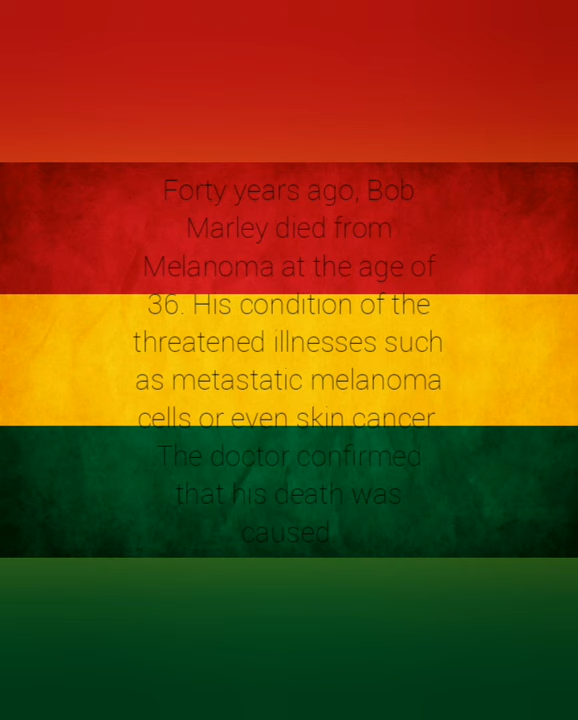 Forty years ago, Bob
Marley died from
Melanoma at the age of
36. His condition of the
threatened illnesses such
as metastatic melanoma
cells or even skin cancer
The doctor confirmed
that his death was
caused.